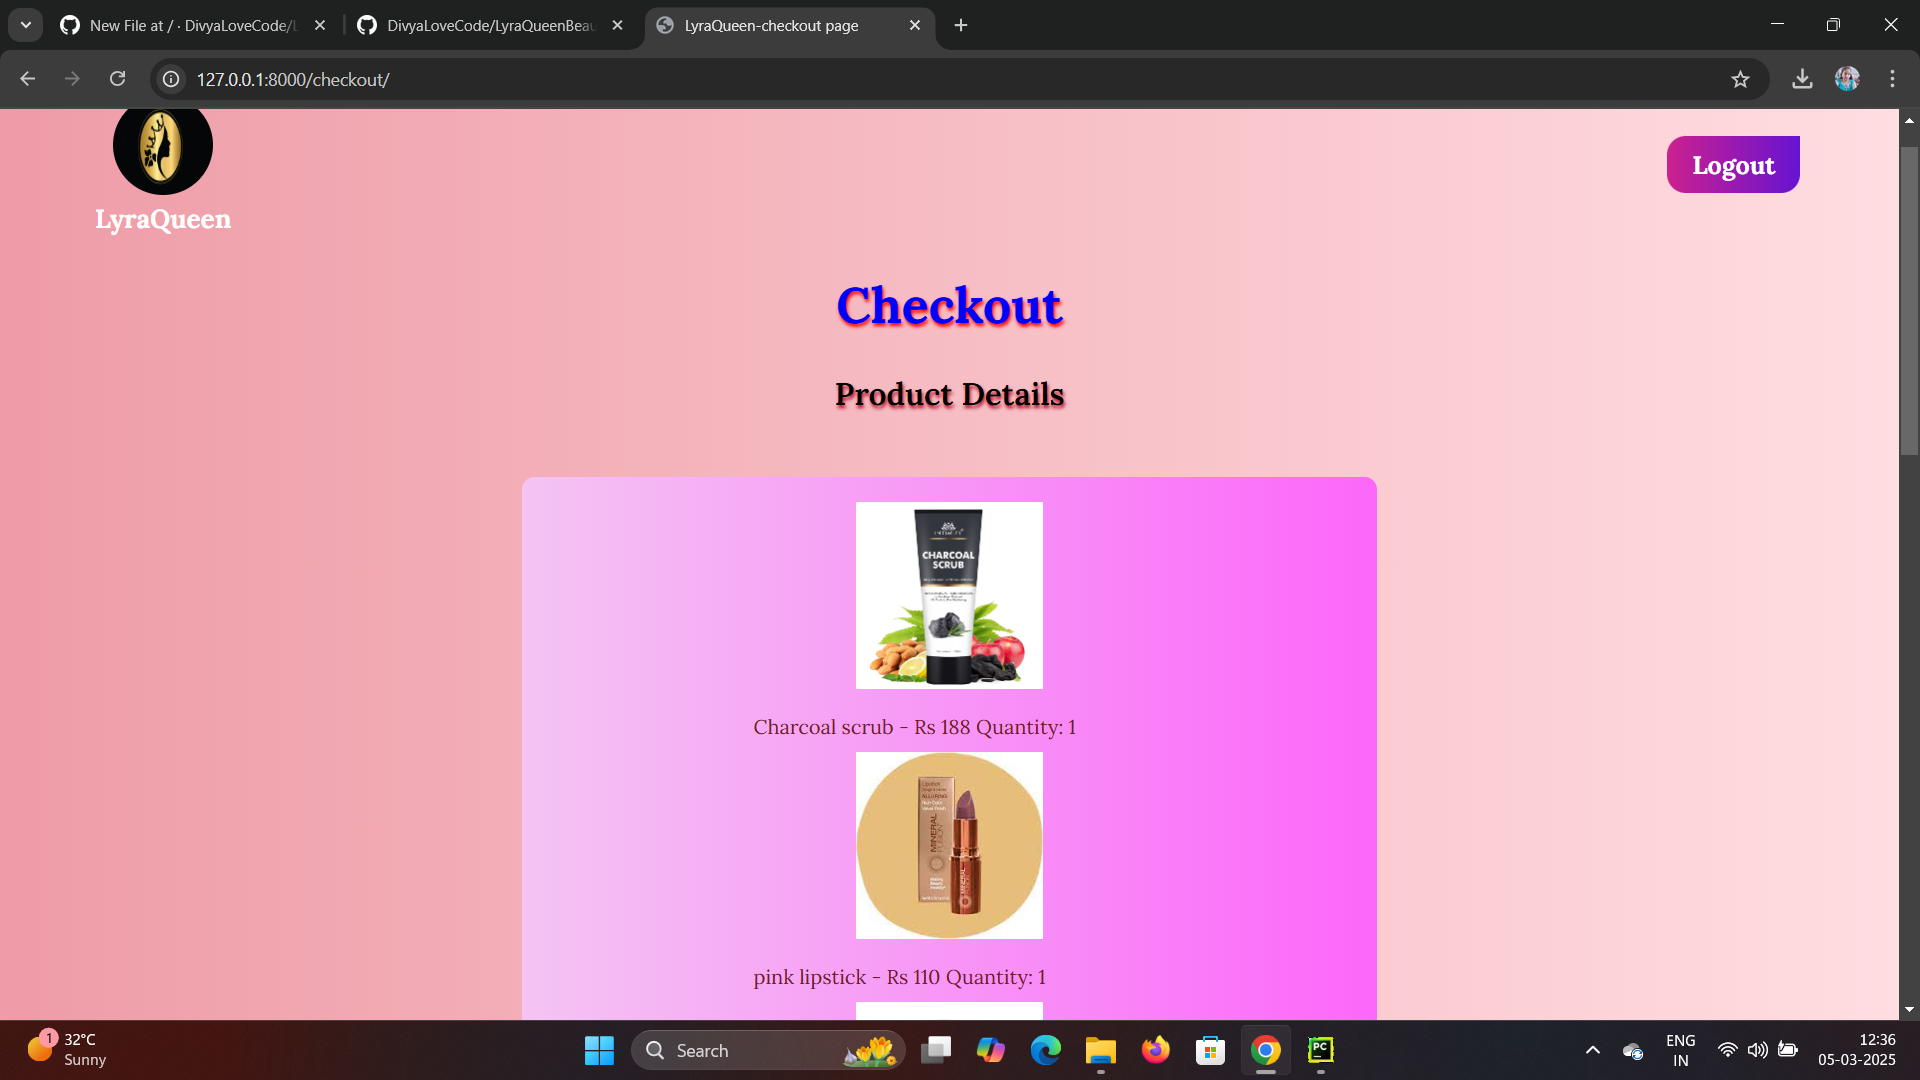 New File at / · DivyaLoveCode/L
DivyaLoveCode/LyraQueenBeau
LyraQueen-checkout page
127.0.0.1:8000/checkout/
LyraQueen
Logout
Checkout
Product Details
CHARCOAL
SCRUB
Charcoal scrub - Rs 188 Quantity: 1
MINERAL
FUSION
pink lipstick - Rs 110 Quantity: 1
1
32°C
Sunny
Search
PC
ENG
IN
12:36
05-03-2025